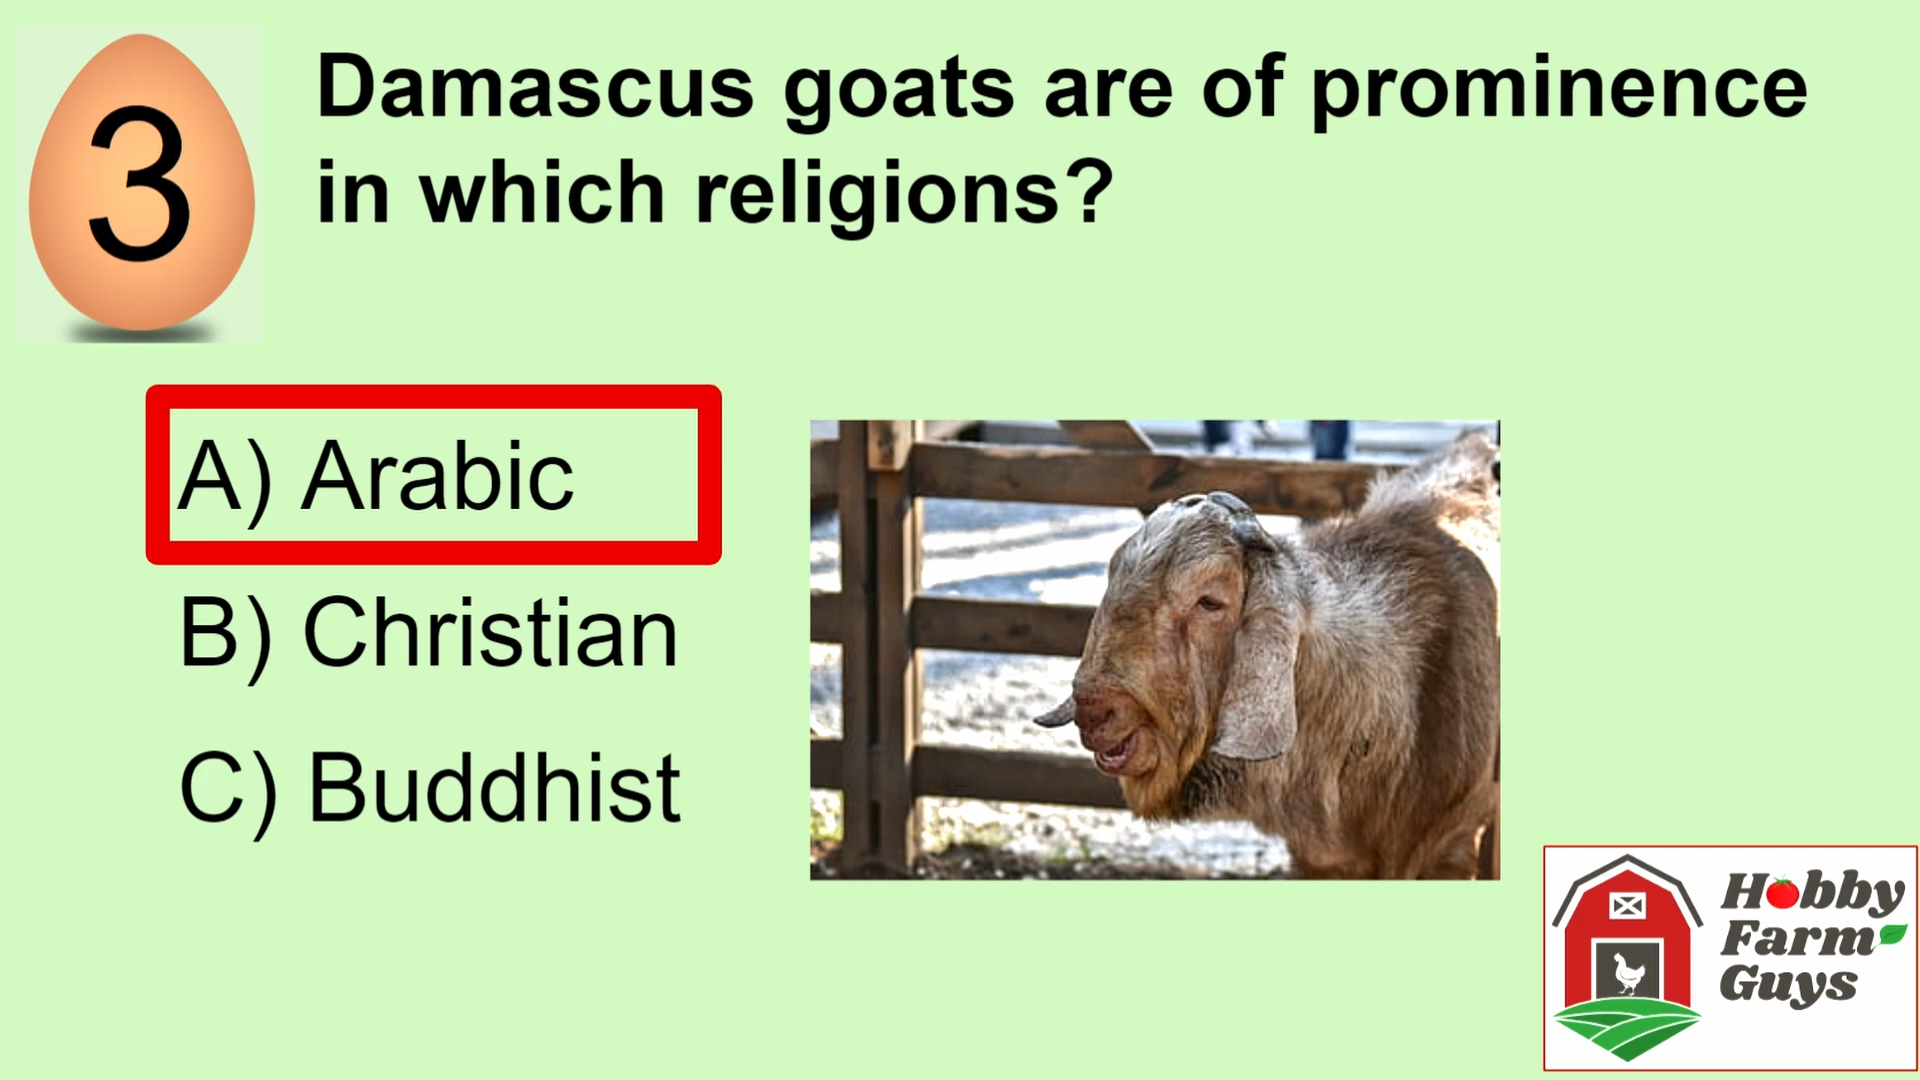 3
Damascus goats are of prominence
in which religions?
A) Arabic
B) Christian
C) Buddhist
Hobby
Farm
Guys